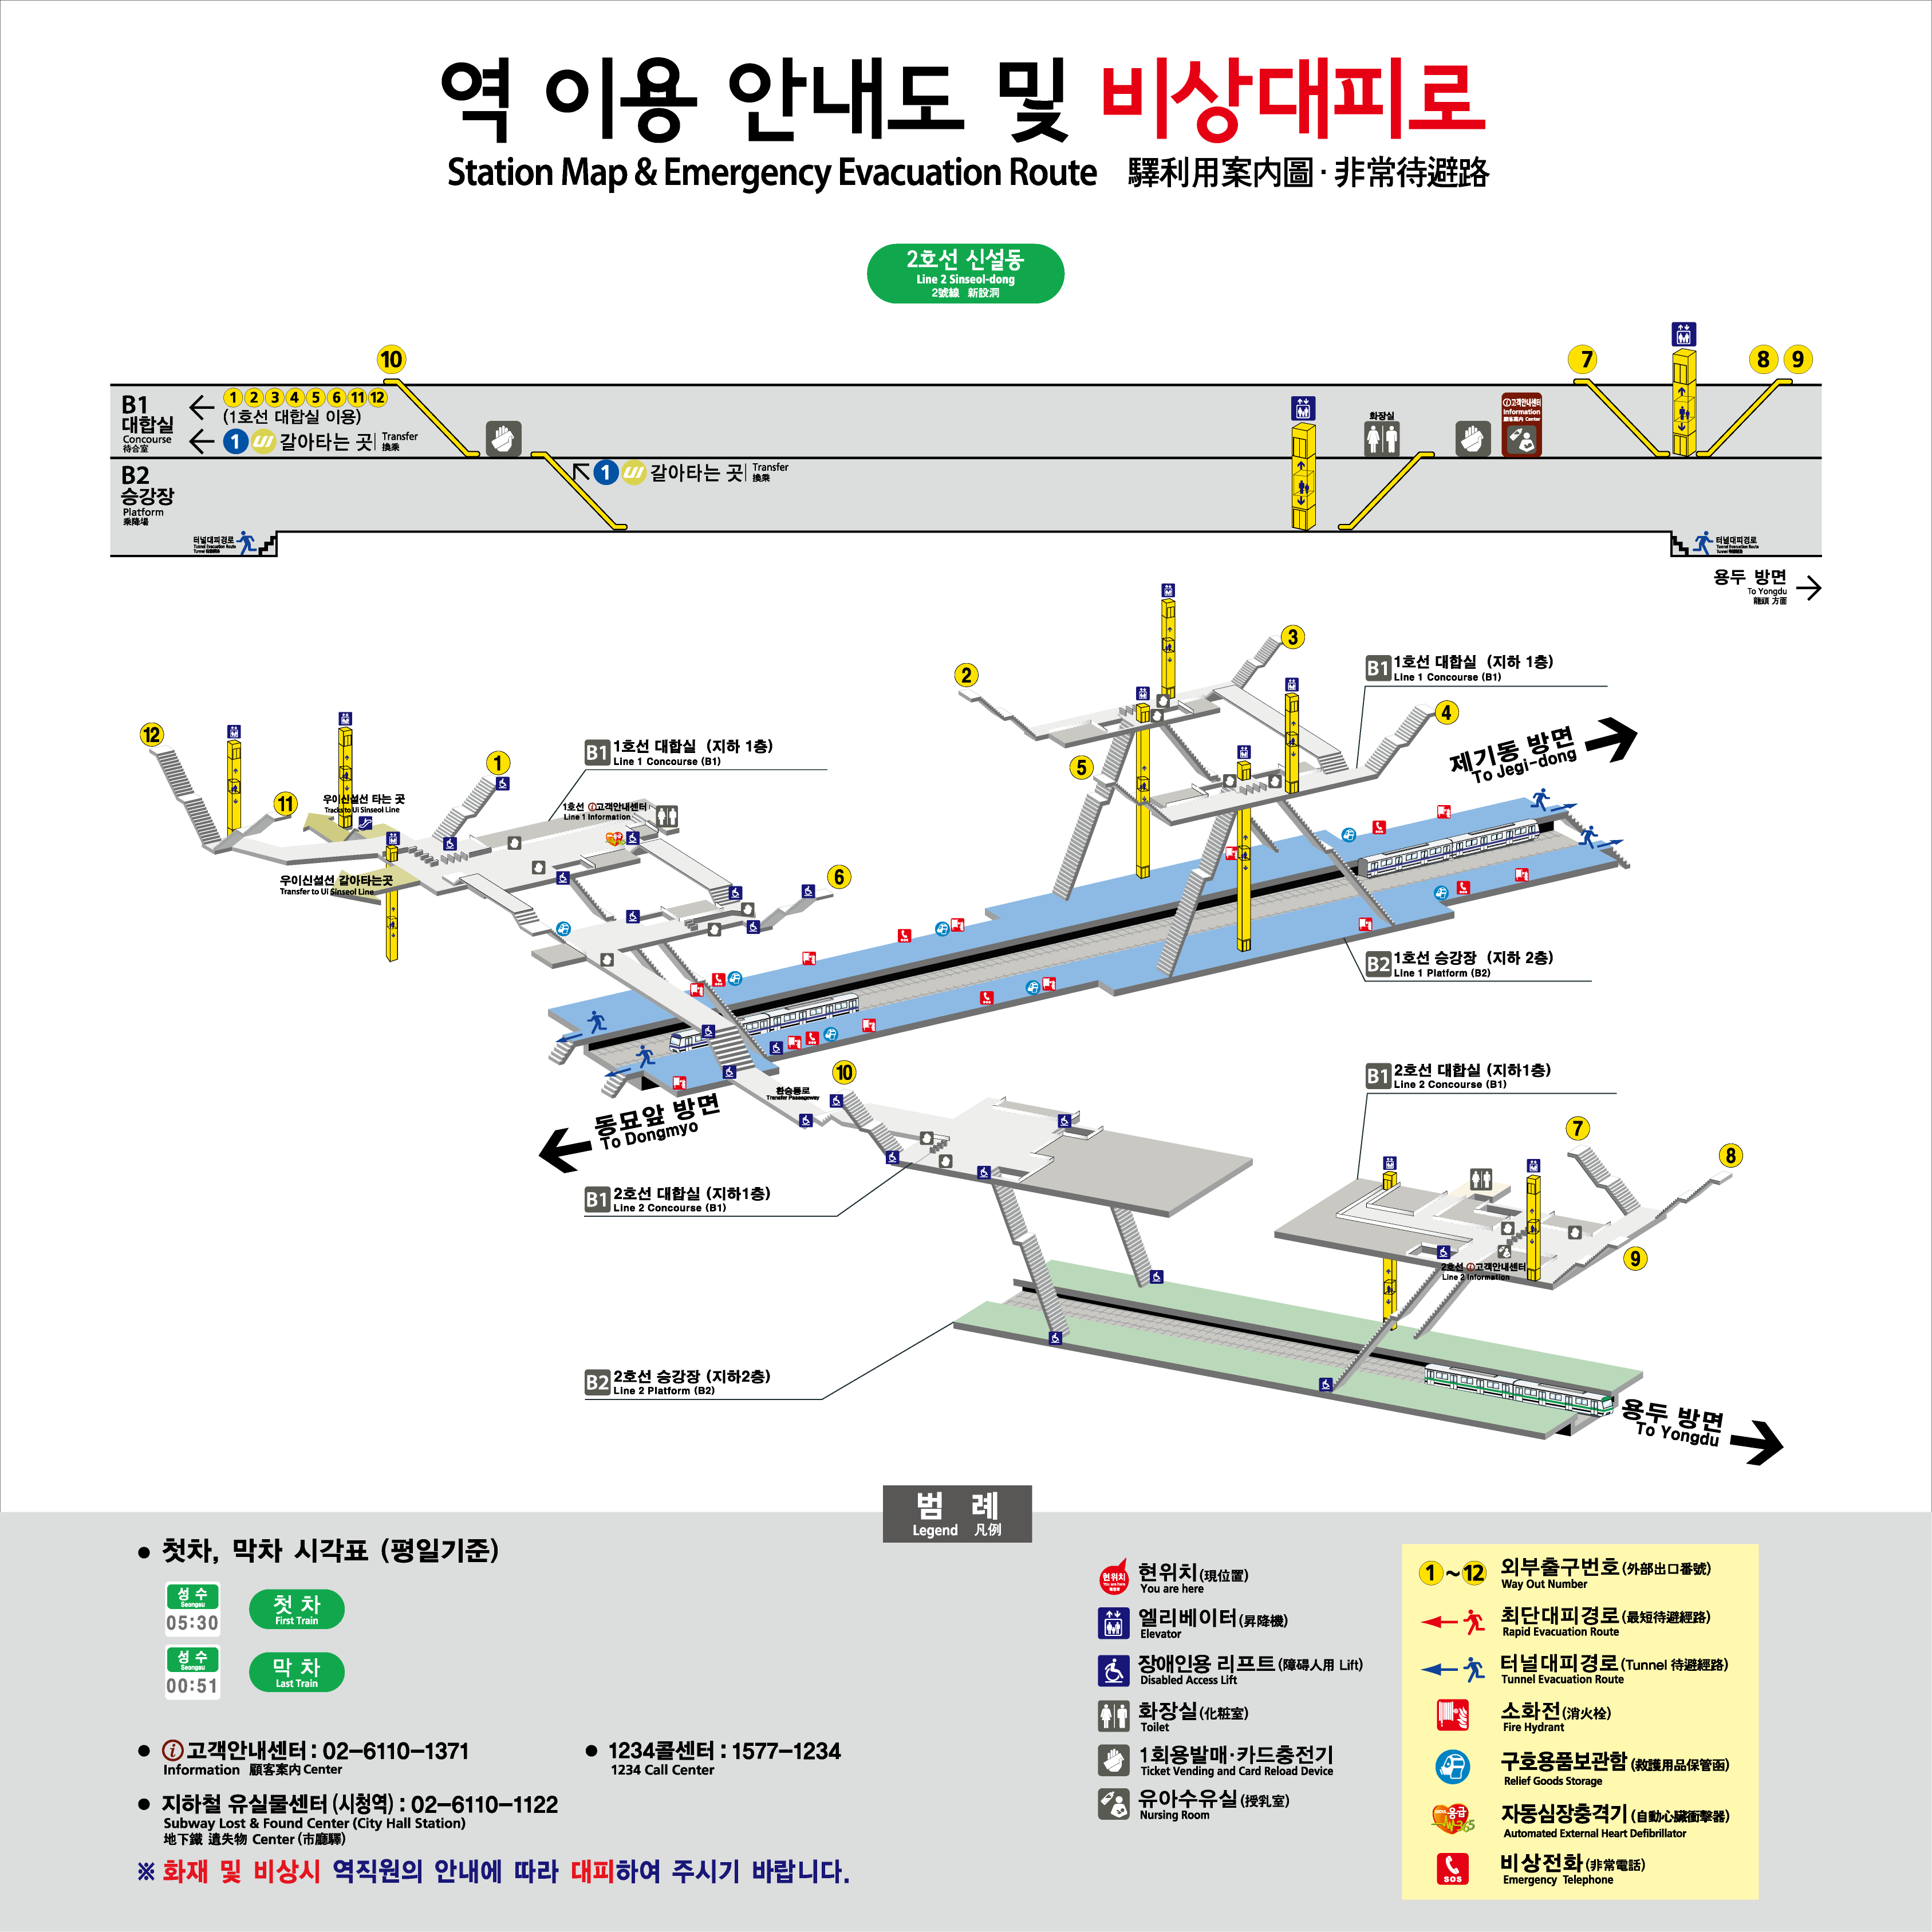 역 이용 안내도 및 비상대피로
Station Map & Emergency Evacuation Route 驛利用案內圖·非常待避路
2호선 신설동
Line 2 Sinseol-dong
2號線 新設洞
10
7
8
9
B1
대합실
Concourse
待合室
1 2 3 4 5 6 11 12
(1호선 대합실 이용)
1 UI 갈아타는 곳 Transfer
換乘
화장실
ⓘ고객안내센터
Information
顧客案內 Center
B2
승강장
Platform
乘降場
1 UI 갈아타는 곳 Transfer
換乘
터널대피경로
Tunnel Evacuation Route
터널대피경로
Tunnel Evacuation Route
용두 방면
To Yongdu
龍頭 方面
2
3
B1 1호선 대합실 (지하 1층)
Line 1 Concourse (B1)
4
5
제기동 방면
To Jegi-dong
12
11
1
B1 1호선 대합실 (지하 1층)
Line 1 Concourse (B1)
우이신설선 타는 곳
Tracks to Ui Sinseol Line
1호선 ⓘ고객안내센터
Line 1 Information
우이신설선 갈아타는곳
Transfer to Ui Sinseol Line
6
B2 1호선 승강장 (지하 2층)
Line 1 Platform (B2)
동묘앞 방면
To Dongmyo
환승통로
Transfer Passageway
10
B1 2호선 대합실 (지하1층)
Line 2 Concourse (B1)
B1 2호선 대합실 (지하1층)
Line 2 Concourse (B1)
7
8
9
2호선 ⓘ고객안내센터
Line 2 Information
B2 2호선 승강장 (지하2층)
Line 2 Platform (B2)
용두 방면
To Yongdu
범 례
Legend 凡例
● 첫차, 막차 시각표 (평일기준)
성 수
Seongsu
05:30
첫 차
First Train
성 수
Seongsu
00:51
막 차
Last Train
● ⓘ고객안내센터 : 02-6110-1371
Information 顧客案內 Center
● 1234콜센터 : 1577-1234
1234 Call Center
● 지하철 유실물센터 (시청역) : 02-6110-1122
Subway Lost & Found Center (City Hall Station)
地下鐵 遺失物 Center (市廳驛)
※ 화재 및 비상시 역직원의 안내에 따라 대피하여 주시기 바랍니다.
현위치
You are here
현위치(現位置)
You are here
엘리베이터(昇降機)
Elevator
장애인용 리프트(障碍人用 Lift)
Disabled Access Lift
화장실(化粧室)
Toilet
1회용발매·카드충전기
Ticket Vending and Card Reload Device
유아수유실(授乳室)
Nursing Room
1~12 외부출구번호(外部出口番號)
Way Out Number
최단대피경로(最短待避經路)
Rapid Evacuation Route
터널대피경로(Tunnel 待避經路)
Tunnel Evacuation Route
소화전(消火栓)
Fire Hydrant
구호용품보관함(救護用品保管函)
Relief Goods Storage
응급
365
자동심장충격기(自動心臟衝擊器)
Automated External Heart Defibrillator
SOS
비상전화(非常電話)
Emergency Telephone